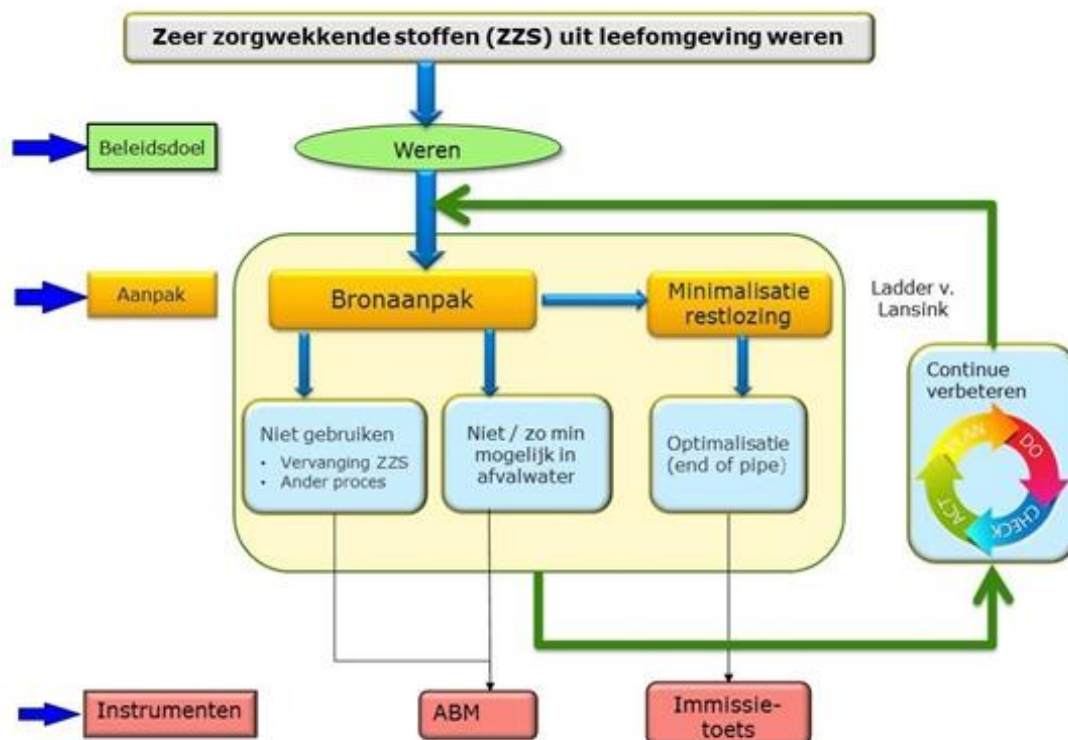 Zeer zorgwekkende stoffen (ZZS) uit leefomgeving weren
Beleidsdoel
Weren
Aanpak
Bronaanpak
Minimalisatie
restlozing
Ladder v.
Lansink
Continue
verbeteren
PLAN
DO
CHECK
ACT
Niet gebruiken
• Vervanging ZZS
• Ander proces
Niet / zo min
mogelijk in
afvalwater
Optimalisatie
(end of pipe)
Instrumenten
ABM
Immissie-
toets